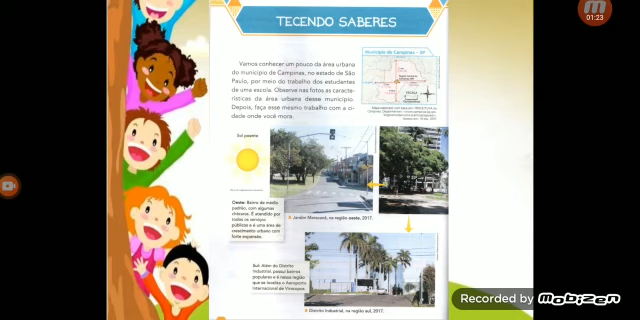 TECENDO SABERES
Vamos conhecer um pouco da área urbana
do município de Campinas, no estado de São
Paulo, por meio do trabalho dos estudantes
de uma escola. Observe nas fotos as caracte-
rísticas da área urbana desse município.
Depois, faça esse mesmo trabalho com a ci-
dade onde você mora.
Município de Campinas - SP
Sol poente
Oeste: Bairro de médio
padrão, com algumas
chácaras. É atendido por
todos os serviços
públicos e é uma área de
crescimento urbano com
forte expansão.
Jardim Maracanã, na região oeste, 2017.
Sul: Além do Distrito
Industrial, possui bairros
populares e é nessa região
que se localiza o Aeroporto
Internacional de Viracopos.
Distrito Industrial, na região sul, 2017.
01:23
Recorded by mobizen